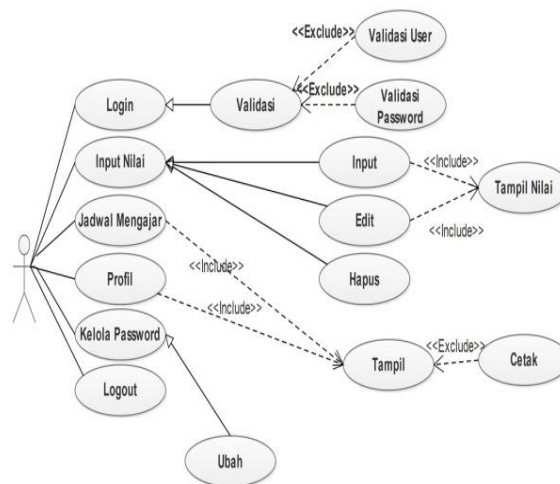 <<Exclude>>
Validasi User
Login
Validasi
<<Exclude>>
Validasi
Password
Input Nilai
Input
<<Include>>
Tampil Nilai
Jadwal Mengajar
Edit
<<Include>>
<<Include>>
Profil
Hapus
<<Include>>
Kelola Password
Tampil
<<Exclude>>
Cetak
Logout
Ubah